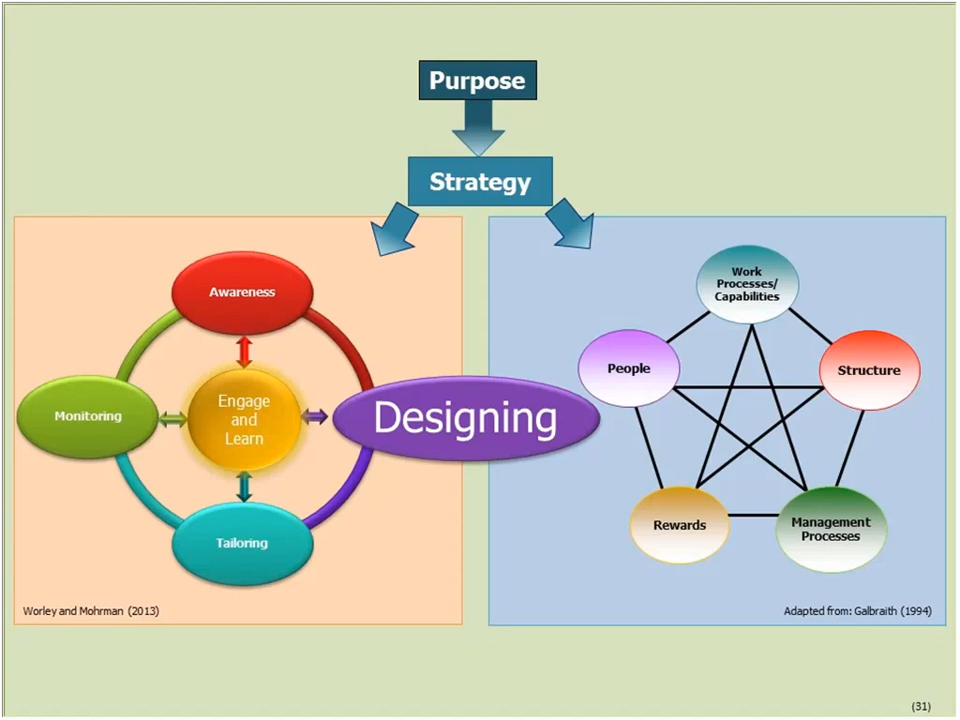 Purpose
Strategy
Awareness
Monitoring
Engage
and
Learn
Designing
Tailoring
Worley and Mohrman (2013)
Work
Processes/
Capabilities
People
Structure
Rewards
Management
Processes
Adapted from: Galbraith (1994)
(31)